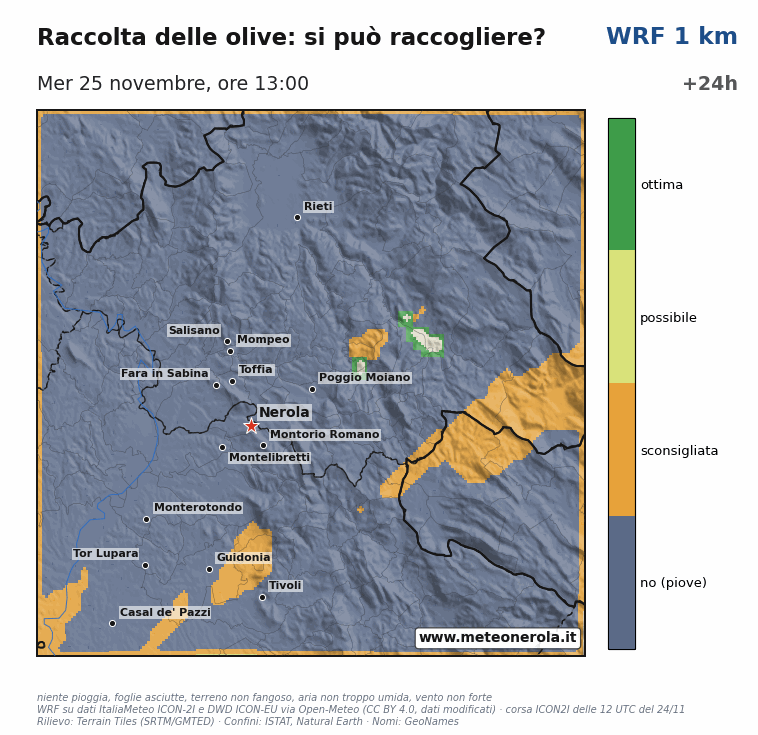 Raccolta delle olive: si può raccogliere?
WRF 1 km
Mer 25 novembre, ore 13:00
+24h
ottima
possibile
sconsigliata
no (piove)
Rieti
Salisano
Mompeo
Fara in Sabina
Toffia
Poggio Moiano
Nerola
Montorio Romano
Montelibretti
Monterotondo
Tor Lupara
Guidonia
Tivoli
Casal de' Pazzi
www.meteonerola.it
niente pioggia, foglie asciutte, terreno non fangoso, aria non troppo umida, vento non forte
WRF su dati ItaliaMeteo ICON-2I e DWD ICON-EU via Open-Meteo (CC BY 4.0, dati modificati) · corsa ICON2I delle 12 UTC del 24/11
Rilievo: Terrain Tiles (SRTM/GMTED) · Confini: ISTAT, Natural Earth · Nomi: GeoNames